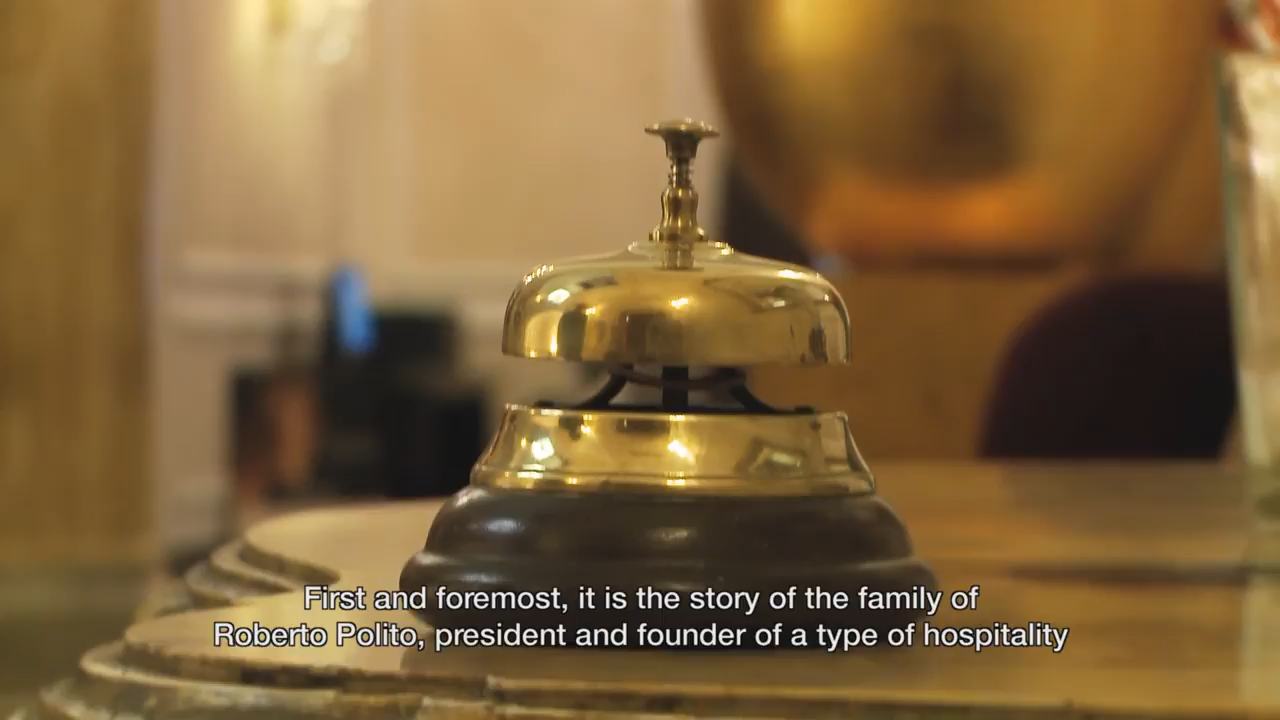 First and foremost, it is the story of the family of
Roberto Polito, president and founder of a type of hospitality